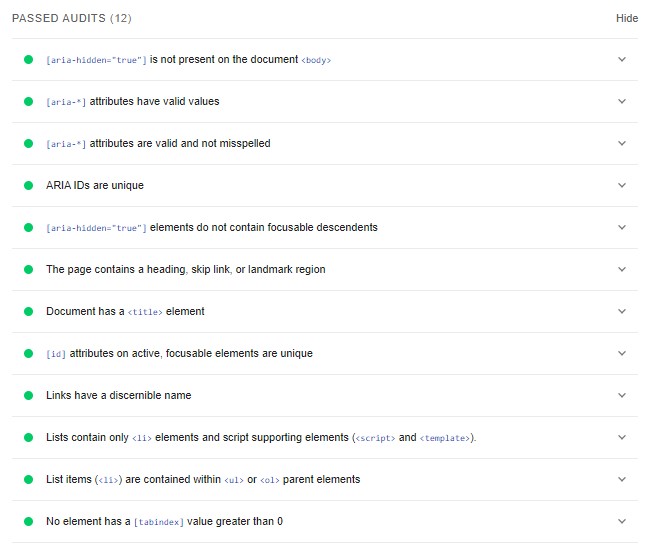 PASSED AUDITS (12) Hide
[aria-hidden="true"] is not present on the document <body>
[aria-*] attributes have valid values
[aria-*] attributes are valid and not misspelled
ARIA IDs are unique
[aria-hidden="true"] elements do not contain focusable descendents
The page contains a heading, skip link, or landmark region
Document has a <title> element
[id] attributes on active, focusable elements are unique
Links have a discernible name
Lists contain only <li> elements and script supporting elements (<script> and <template>).
List items (<li>) are contained within <ul> or <ol> parent elements
No element has a [tabindex] value greater than 0